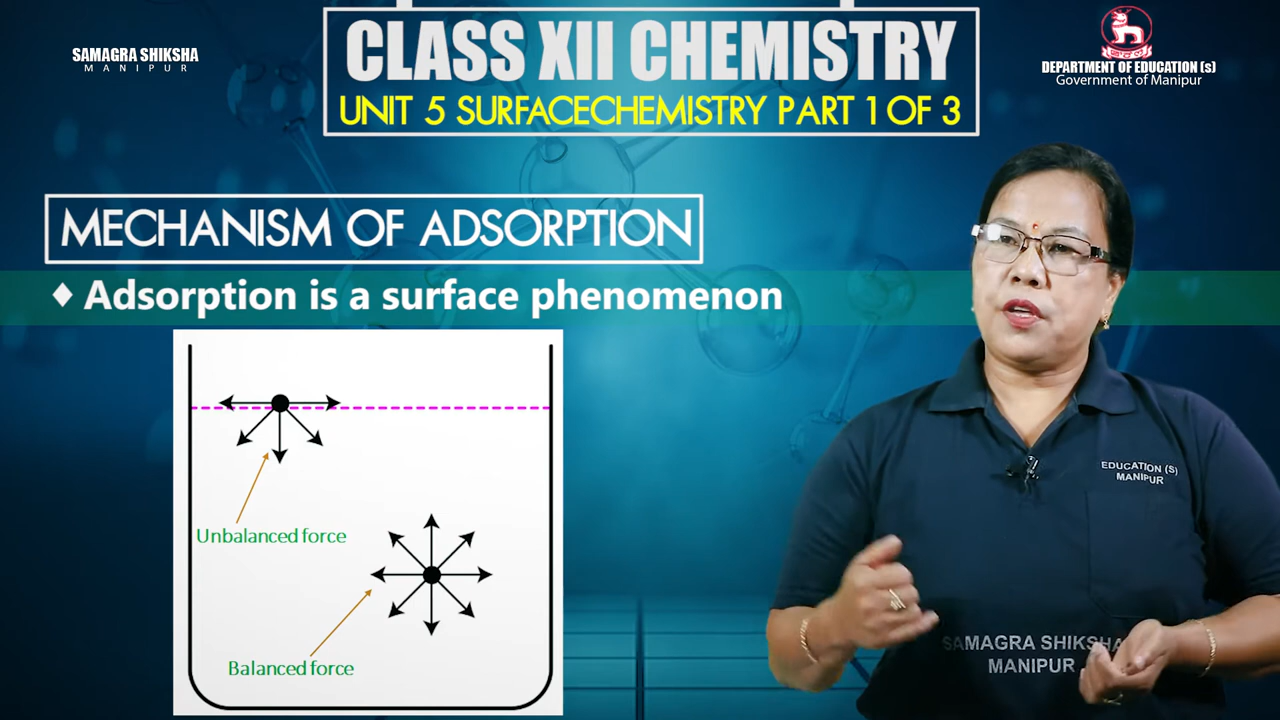 SAMAGRA SHIKSHA
MANIPUR
CLASS XII CHEMISTRY
UNIT 5 SURFACECHEMISTRY PART 1 OF 3
DEPARTMENT OF EDUCATION (S)
Government of Manipur
MECHANISM OF ADSORPTION
♦ Adsorption is a surface phenomenon
Unbalanced force
Balanced force
EDUCATION (S)
MANIPUR
SAMAGRA SHIKSHA
MANIPUR